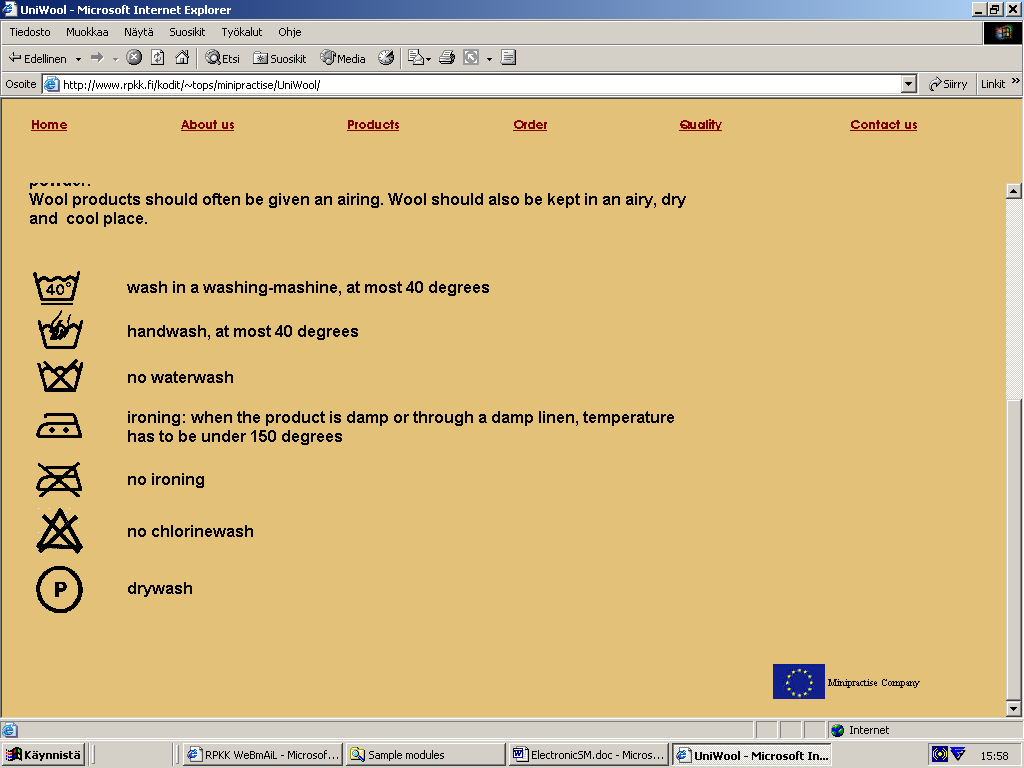 UniWool - Microsoft Internet Explorer
Tiedosto Muokkaa Näytä Suosikit Työkalut Ohje
Edellinen Etsi Suosikit Media
Osoite http://www.rpkk.fi/kodit/~tops/minipractise/UniWool/ Siirry Linkit »
Home About us Products Order Quality Contact us
powder.
Wool products should often be given an airing. Wool should also be kept in an airy, dry
and cool place.
40° wash in a washing-mashine, at most 40 degrees
handwash, at most 40 degrees
no waterwash
ironing: when the product is damp or through a damp linen, temperature
has to be under 150 degrees
no ironing
no chlorinewash
P drywash
Minipractise Company
Internet
Käynnistä RPKK WeBmAiL - Microsof... Sample modules ElectronicSM.doc - Micros... UniWool - Microsoft In... 15:58